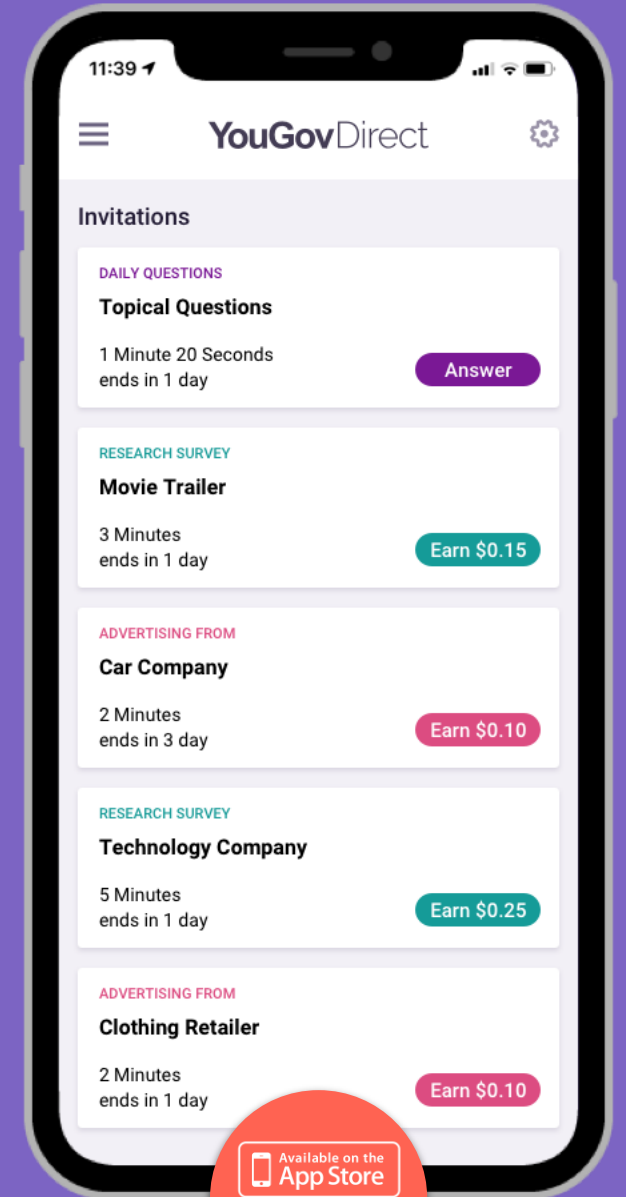 11:39
YouGovDirect
Invitations
DAILY QUESTIONS
Topical Questions
1 Minute 20 Seconds
ends in 1 day
Answer
RESEARCH SURVEY
Movie Trailer
3 Minutes
ends in 1 day
Earn $0.15
ADVERTISING FROM
Car Company
2 Minutes
ends in 3 day
Earn $0.10
RESEARCH SURVEY
Technology Company
5 Minutes
ends in 1 day
Earn $0.25
ADVERTISING FROM
Clothing Retailer
2 Minutes
ends in 1 day
Earn $0.10
Available on the
App Store